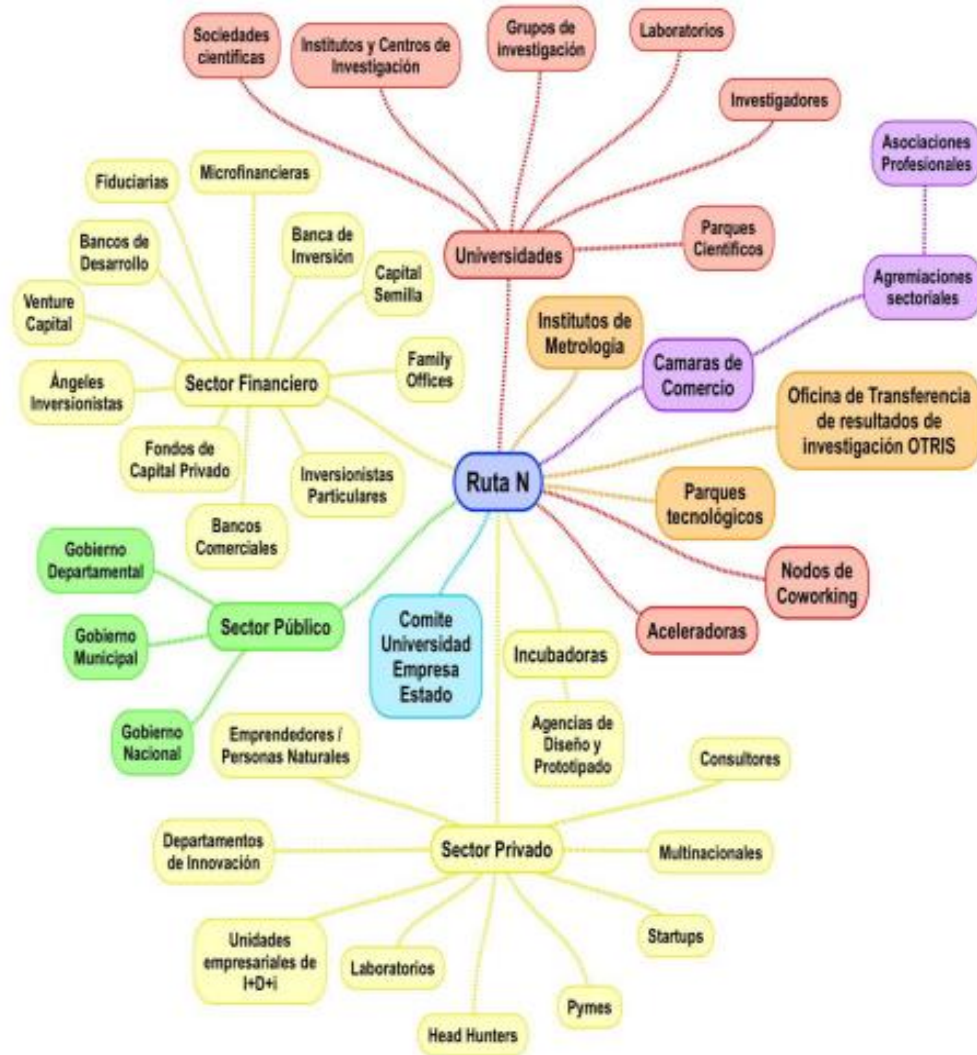 Sociedades
científicas
Institutos y Centros de
Investigación
Grupos de
investigación
Laboratorios
Investigadores
Asociaciones
Profesionales
Universidades
Parques
Cientificos
Agremiaciones
sectoriales
Microfinancieras
Fiduciarias
Banca de
Inversión
Bancos de
Desarrollo
Capital
Semilla
Venture
Capital
Sector Financiero
Family
Offices
Ángeles
Inversionistas
Fondos de
Capital Privado
Inversionistas
Particulares
Bancos
Comerciales
Institutos de
Metrologia
Camaras de
Comercio
Oficina de Transferencia
de resultados de
investigación OTRIS
Ruta N
Parques
tecnológicos
Nodos de
Coworking
Aceleradoras
Gobierno
Departamental
Sector Público
Gobierno
Municipal
Gobierno
Nacional
Comite
Universidad
Empresa
Estado
Incubadoras
Agencias de
Diseño y
Prototipado
Emprendedores /
Personas Naturales
Consultores
Departamentos
de Innovación
Sector Privado
Multinacionales
Unidades
empresariales de
I+D+i
Laboratorios
Head Hunters
Pymes
Startups